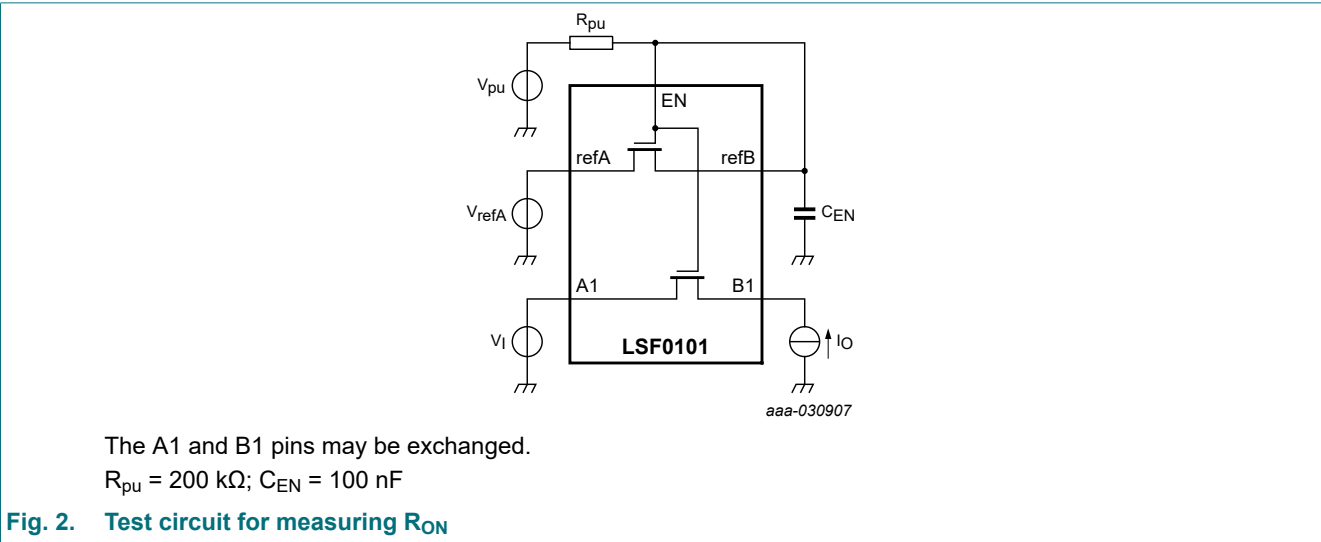 Rpu
Vpu
EN
refA
refB
VrefA
CEN
A1
B1
VI
LSF0101
IO
aaa-030907
The A1 and B1 pins may be exchanged.
Rpu = 200 kΩ; CEN = 100 nF
Fig. 2. Test circuit for measuring RON